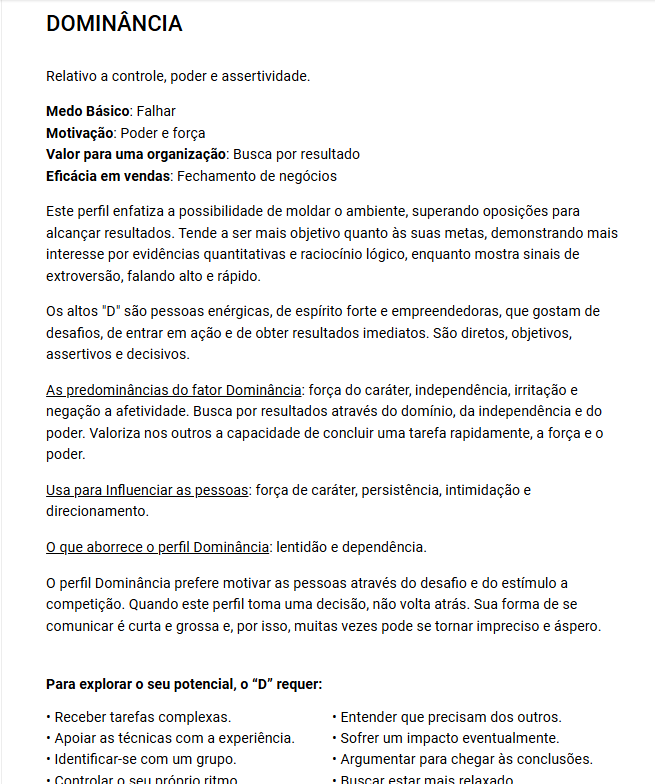 DOMINÂNCIA
Relativo a controle, poder e assertividade.
Medo Básico: Falhar
Motivação: Poder e força
Valor para uma organização: Busca por resultado
Eficácia em vendas: Fechamento de negócios
Este perfil enfatiza a possibilidade de moldar o ambiente, superando oposições para
alcançar resultados. Tende a ser mais objetivo quanto às suas metas, demonstrando mais
interesse por evidências quantitativas e raciocínio lógico, enquanto mostra sinais de
extroversão, falando alto e rápido.
Os altos "D" são pessoas enérgicas, de espírito forte e empreendedoras, que gostam de
desafios, de entrar em ação e de obter resultados imediatos. São diretos, objetivos,
assertivos e decisivos.
As predominâncias do fator Dominância: força do caráter, independência, irritação e
negação a afetividade. Busca por resultados através do domínio, da independência e do
poder. Valoriza nos outros a capacidade de concluir uma tarefa rapidamente, a força e o
poder.
Usa para Influenciar as pessoas: força de caráter, persistência, intimidação e
direcionamento.
O que aborrece o perfil Dominância: lentidão e dependência.
O perfil Dominância prefere motivar as pessoas através do desafio e do estímulo a
competição. Quando este perfil toma uma decisão, não volta atrás. Sua forma de se
comunicar é curta e grossa e, por isso, muitas vezes pode se tornar impreciso e áspero.
Para explorar o seu potencial, o “D” requer:
• Receber tarefas complexas.
• Apoiar as técnicas com a experiência.
• Identificar-se com um grupo.
• Controlar o seu próprio ritmo
• Entender que precisam dos outros.
• Sofrer um impacto eventualmente.
• Argumentar para chegar às conclusões.
• Buscar estar mais relaxado